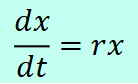 dx/dt = rx